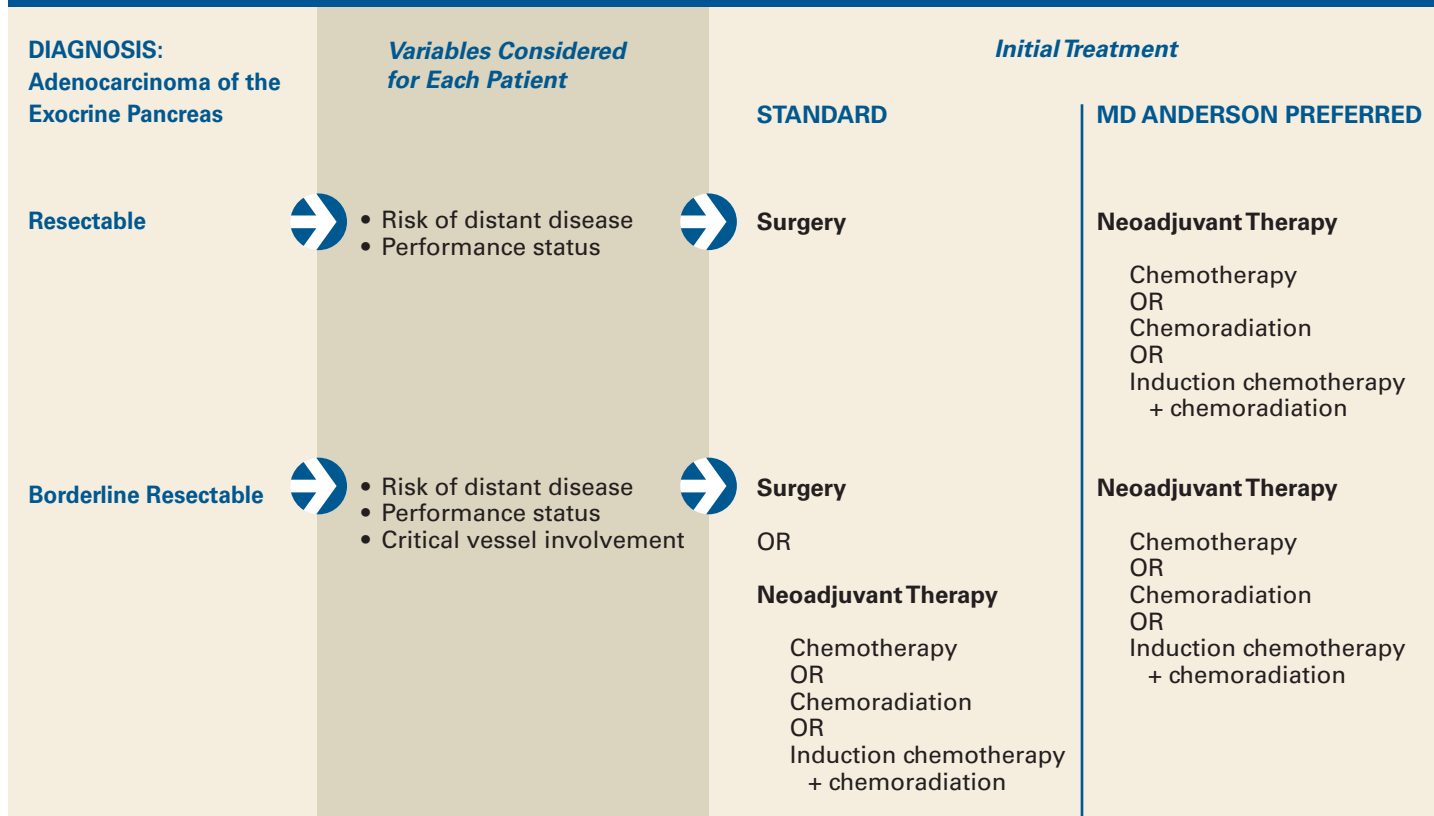 DIAGNOSIS:
Adenocarcinoma of the
Exocrine Pancreas
Variables Considered
for Each Patient
Initial Treatment
STANDARD
MD ANDERSON PREFERRED
Resectable
• Risk of distant disease
• Performance status
Surgery
Neoadjuvant Therapy
Chemotherapy
OR
Chemoradiation
OR
Induction chemotherapy
+ chemoradiation
Borderline Resectable
• Risk of distant disease
• Performance status
• Critical vessel involvement
Surgery
OR
Neoadjuvant Therapy
Chemotherapy
OR
Chemoradiation
OR
Induction chemotherapy
+ chemoradiation
Neoadjuvant Therapy
Chemotherapy
OR
Chemoradiation
OR
Induction chemotherapy
+ chemoradiation